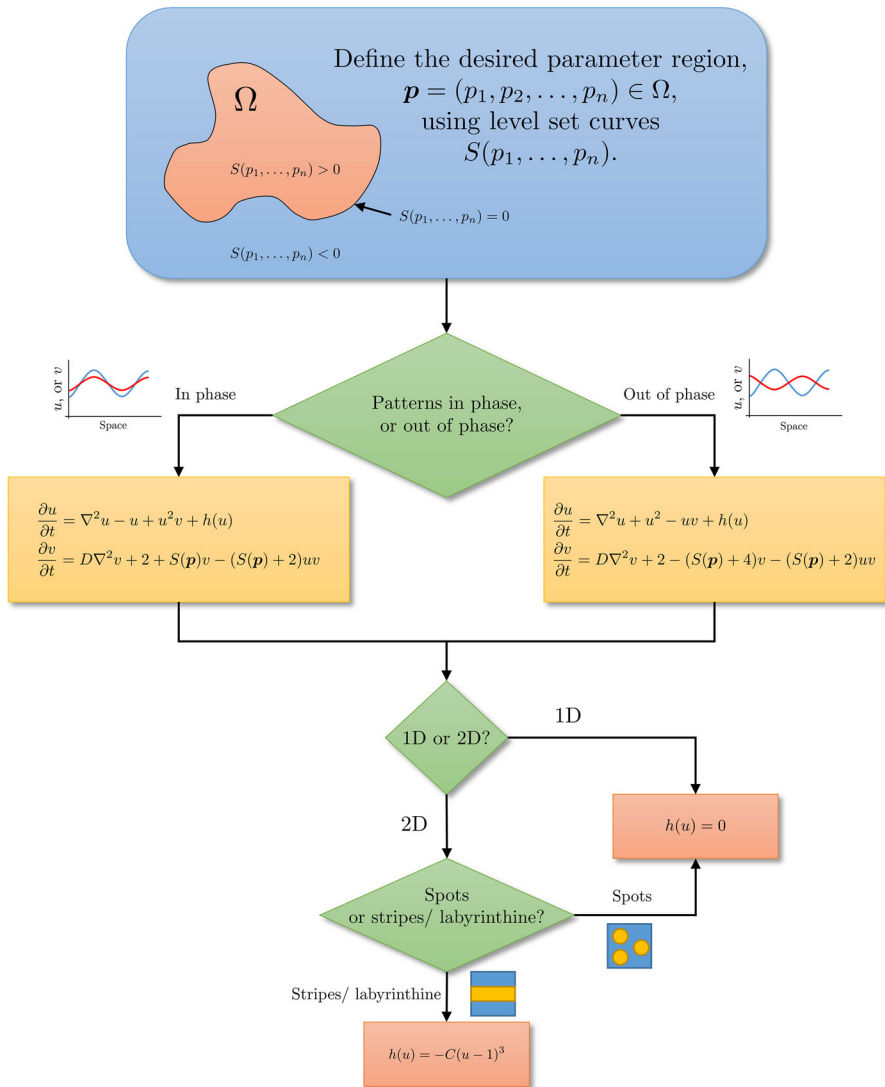 Define the desired parameter region,
𝒑 = (p₁, p₂, . . . , pₙ) ∈ Ω,
using level set curves
S(p₁, . . . , pₙ).
Ω
S(p₁, . . . , pₙ) > 0
S(p₁, . . . , pₙ) = 0
S(p₁, . . . , pₙ) < 0
u, or v
Space
In phase
Patterns in phase,
or out of phase?
Out of phase
u, or v
Space
∂u/∂t = ∇²u − u + u²v + h(u)
∂v/∂t = D∇²v + 2 + S(𝒑)v − (S(𝒑) + 2)uv
∂u/∂t = ∇²u + u² − uv + h(u)
∂v/∂t = D∇²v + 2 − (S(𝒑) + 4)v − (S(𝒑) + 2)uv
1D or 2D?
1D
2D
h(u) = 0
Spots
or stripes/ labyrinthine?
Spots
Stripes/ labyrinthine
h(u) = −C(u − 1)³